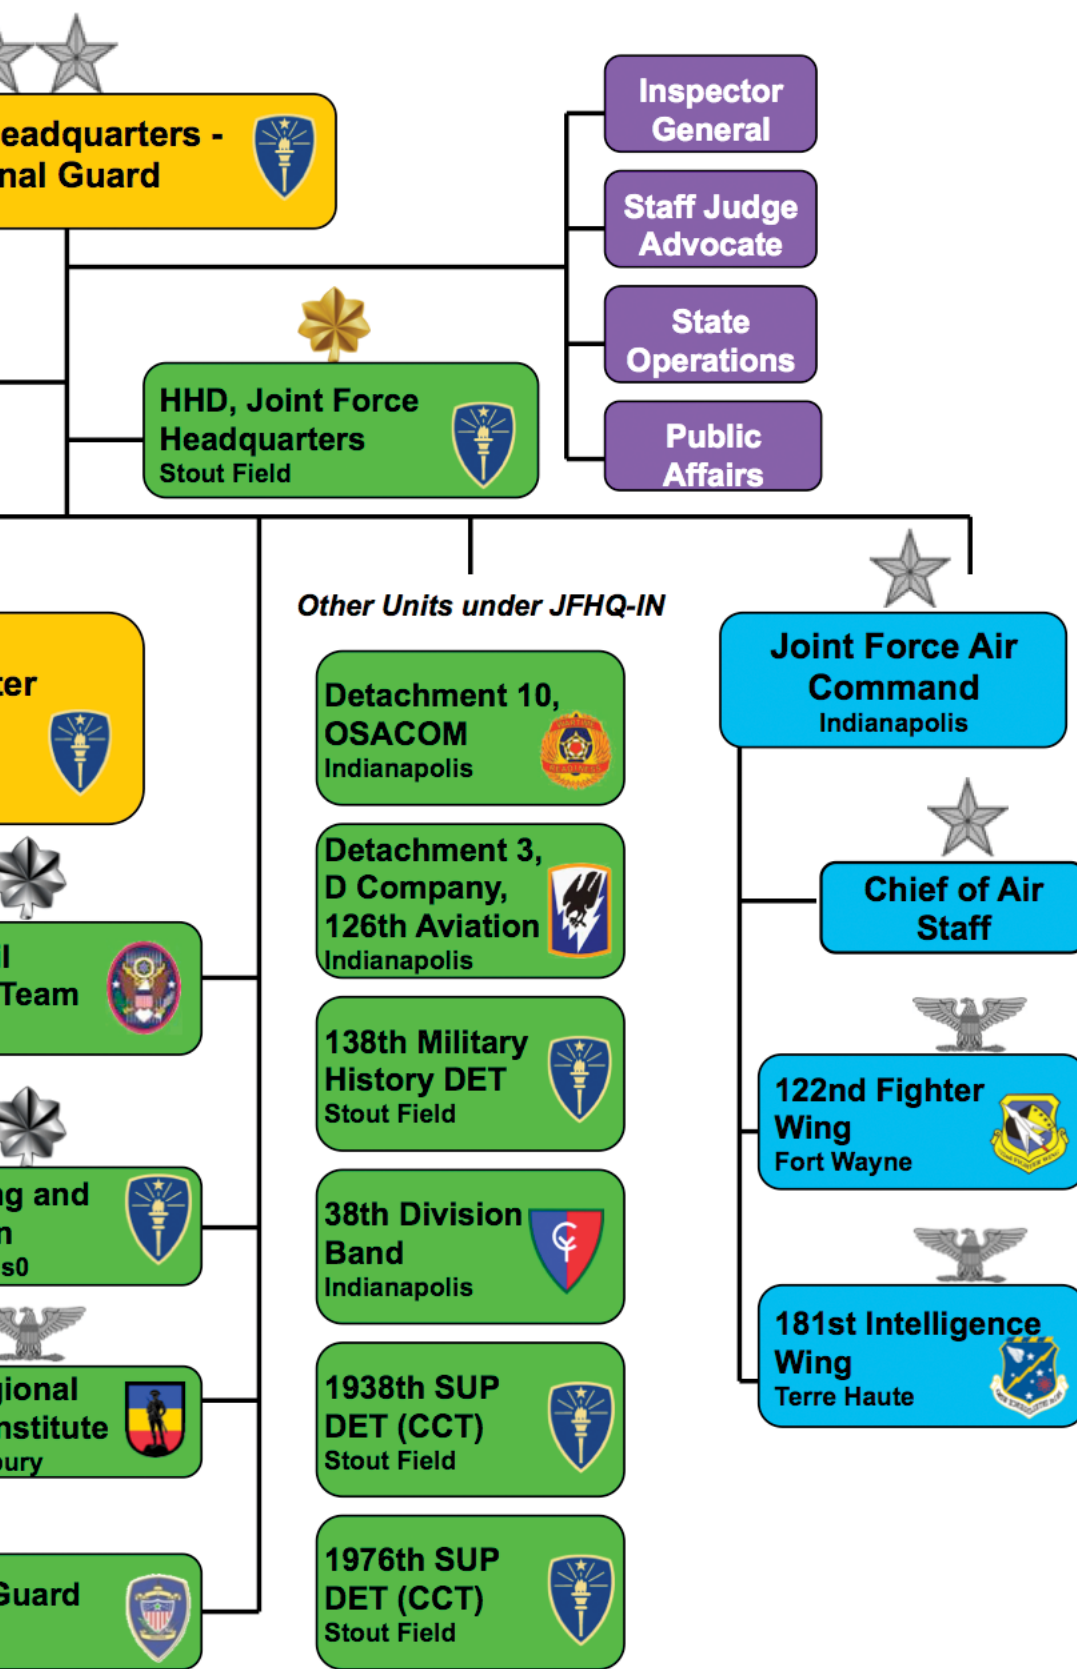 eadquarters -
nal Guard
Inspector
General
Staff Judge
Advocate
State
Operations
Public
Affairs
HHD, Joint Force
Headquarters
Stout Field
ter
l
Team
ng and
n
s0
gional
nstitute
bury
Guard
Other Units under JFHQ-IN
Detachment 10,
OSACOM
Indianapolis
Detachment 3,
D Company,
126th Aviation
Indianapolis
138th Military
History DET
Stout Field
38th Division
Band
Indianapolis
1938th SUP
DET (CCT)
Stout Field
1976th SUP
DET (CCT)
Stout Field
Joint Force Air
Command
Indianapolis
Chief of Air
Staff
122nd Fighter
Wing
Fort Wayne
181st Intelligence
Wing
Terre Haute